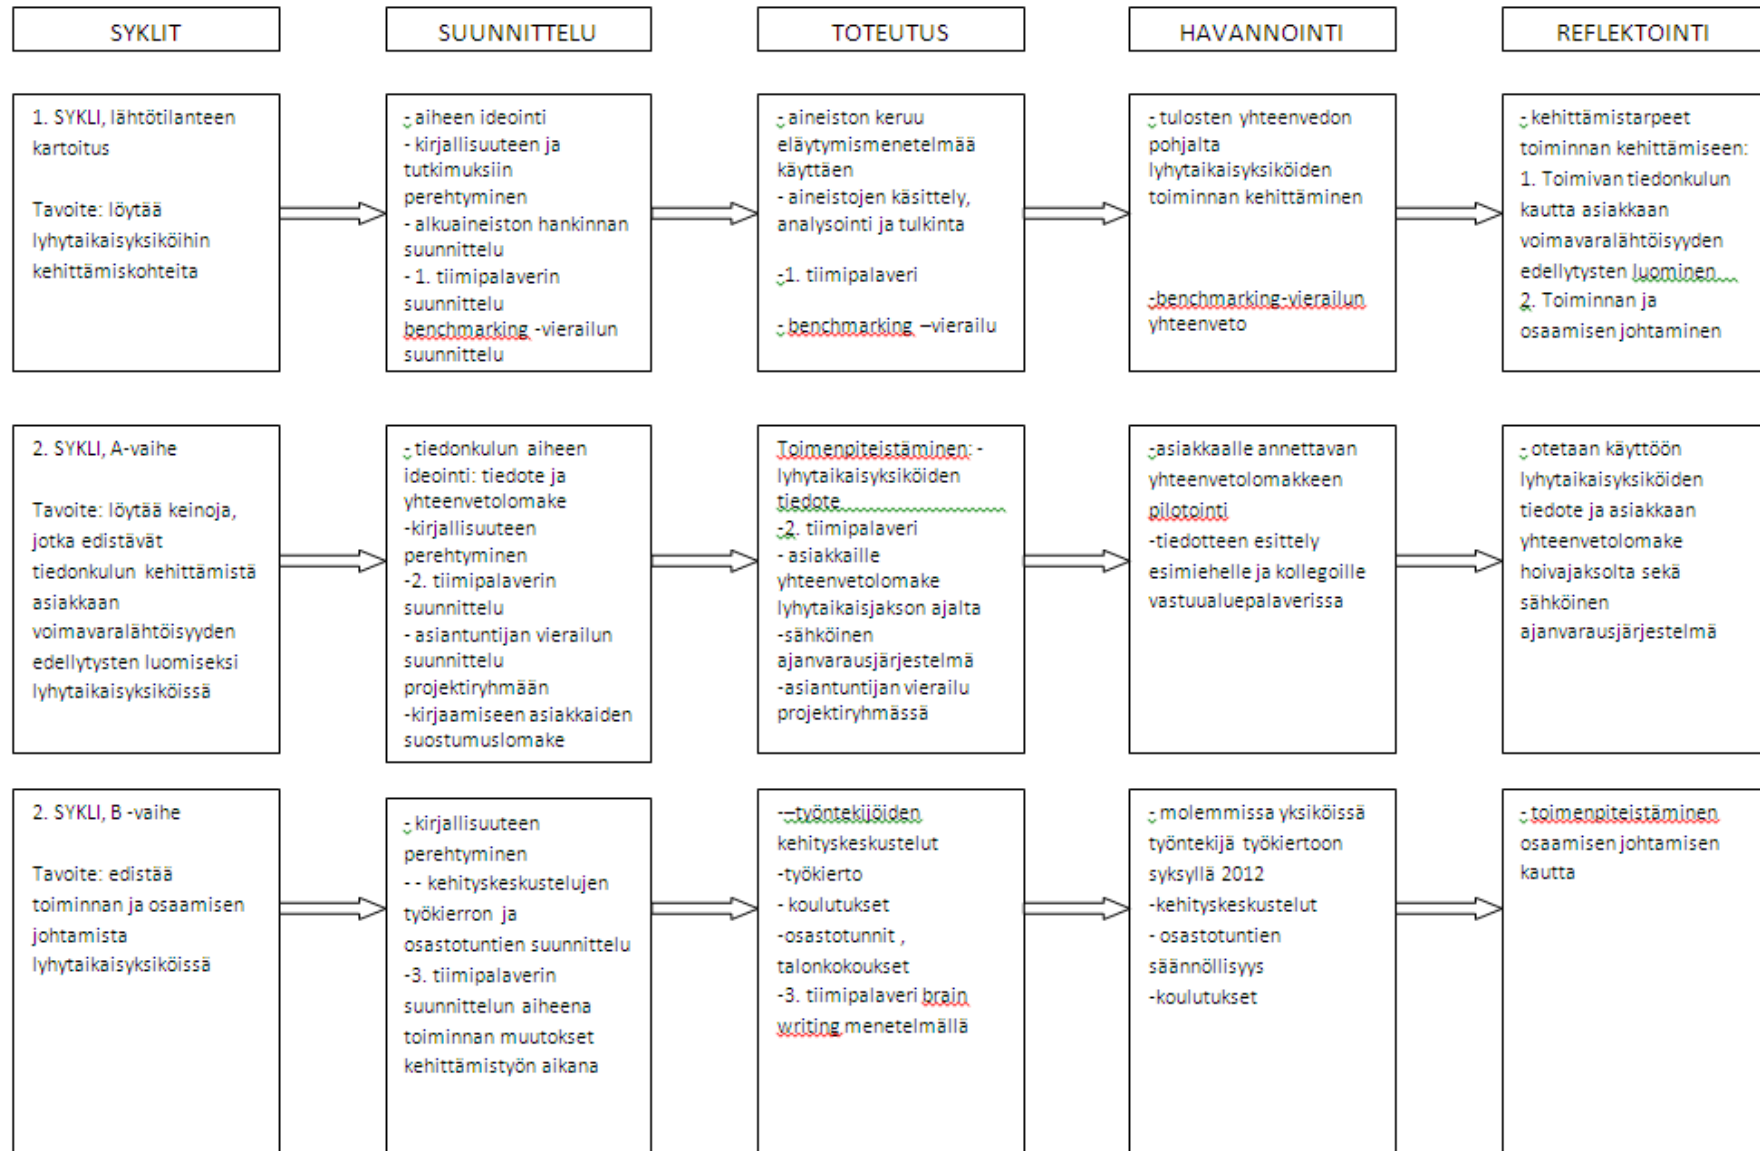 SYKLIT
SUUNNITTELU
TOTEUTUS
HAVANNOINTI
REFLEKTOINTI
1. SYKLI, lähtötilanteen
kartoitus
Tavoite: löytää
lyhytaikaisyksiköihin
kehittämiskohteita
- aiheen ideointi
- kirjallisuuteen ja
tutkimuksiin
perehtyminen
- alkuaineiston hankinnan
suunnittelu
- 1. tiimipalaverin
suunnittelu
benchmarking -vierailun
suunnittelu
- aineiston keruu
eläytymismenetelmää
käyttäen
- aineistojen käsittely,
analysointi ja tulkinta
-1. tiimipalaveri
- benchmarking –vierailu
- tulosten yhteenvedon
pohjalta
lyhytaikaisyksiköiden
toiminnan kehittäminen
-benchmarking-vierailun
yhteenveto
- kehittämistarpeet
toiminnan kehittämiseen:
1. Toimivan tiedonkulun
kautta asiakkaan
voimavaralähtöisyyden
edellytysten luominen
2. Toiminnan ja
osaamisen johtaminen
2. SYKLI, A-vaihe
Tavoite: löytää keinoja,
jotka edistävät
tiedonkulun kehittämistä
asiakkaan
voimavaralähtöisyyden
edellytysten luomiseksi
lyhytaikaisyksiköissä
- tiedonkulun aiheen
ideointi: tiedote ja
yhteenvetolomake
-kirjallisuuteen
perehtyminen
-2. tiimipalaverin
suunnittelu
- asiantuntijan vierailun
suunnittelu
projektiryhmään
-kirjaamiseen asiakkaiden
suostumuslomake
Toimenpiteistäminen: -
lyhytaikaisyksiköiden
tiedote
-2. tiimipalaveri
- asiakkaille
yhteenvetolomake
lyhytaikaisjakson ajalta
-sähköinen
ajanvarausjärjestelmä
-asiantuntijan vierailu
projektiryhmässä
-asiakkaalle annettavan
yhteenvetolomakkeen
pilotointi
-tiedotteen esittely
esimiehelle ja kollegoille
vastuualuepalaverissa
- otetaan käyttöön
lyhytaikaisyksiköiden
tiedote ja asiakkaan
yhteenvetolomake
hoivajaksolta sekä
sähköinen
ajanvarausjärjestelmä
2. SYKLI, B -vaihe
Tavoite: edistää
toiminnan ja osaamisen
johtamista
lyhytaikaisyksiköissä
- kirjallisuuteen
perehtyminen
- - kehityskeskustelujen
työkierron ja
osastotuntien suunnittelu
-3. tiimipalaverin
suunnittelun aiheena
toiminnan muutokset
kehittämistyön aikana
-–työntekijöiden
kehityskeskustelut
-työkierto
- koulutukset
-osastotunnit ,
talonkokoukset
-3. tiimipalaveri brain
writing menetelmällä
- molemmissa yksiköissä
työntekijä työkiertoon
syksyllä 2012
-kehityskeskustelut
- osastotuntien
säännöllisyys
-koulutukset
- toimenpiteistäminen
osaamisen johtamisen
kautta